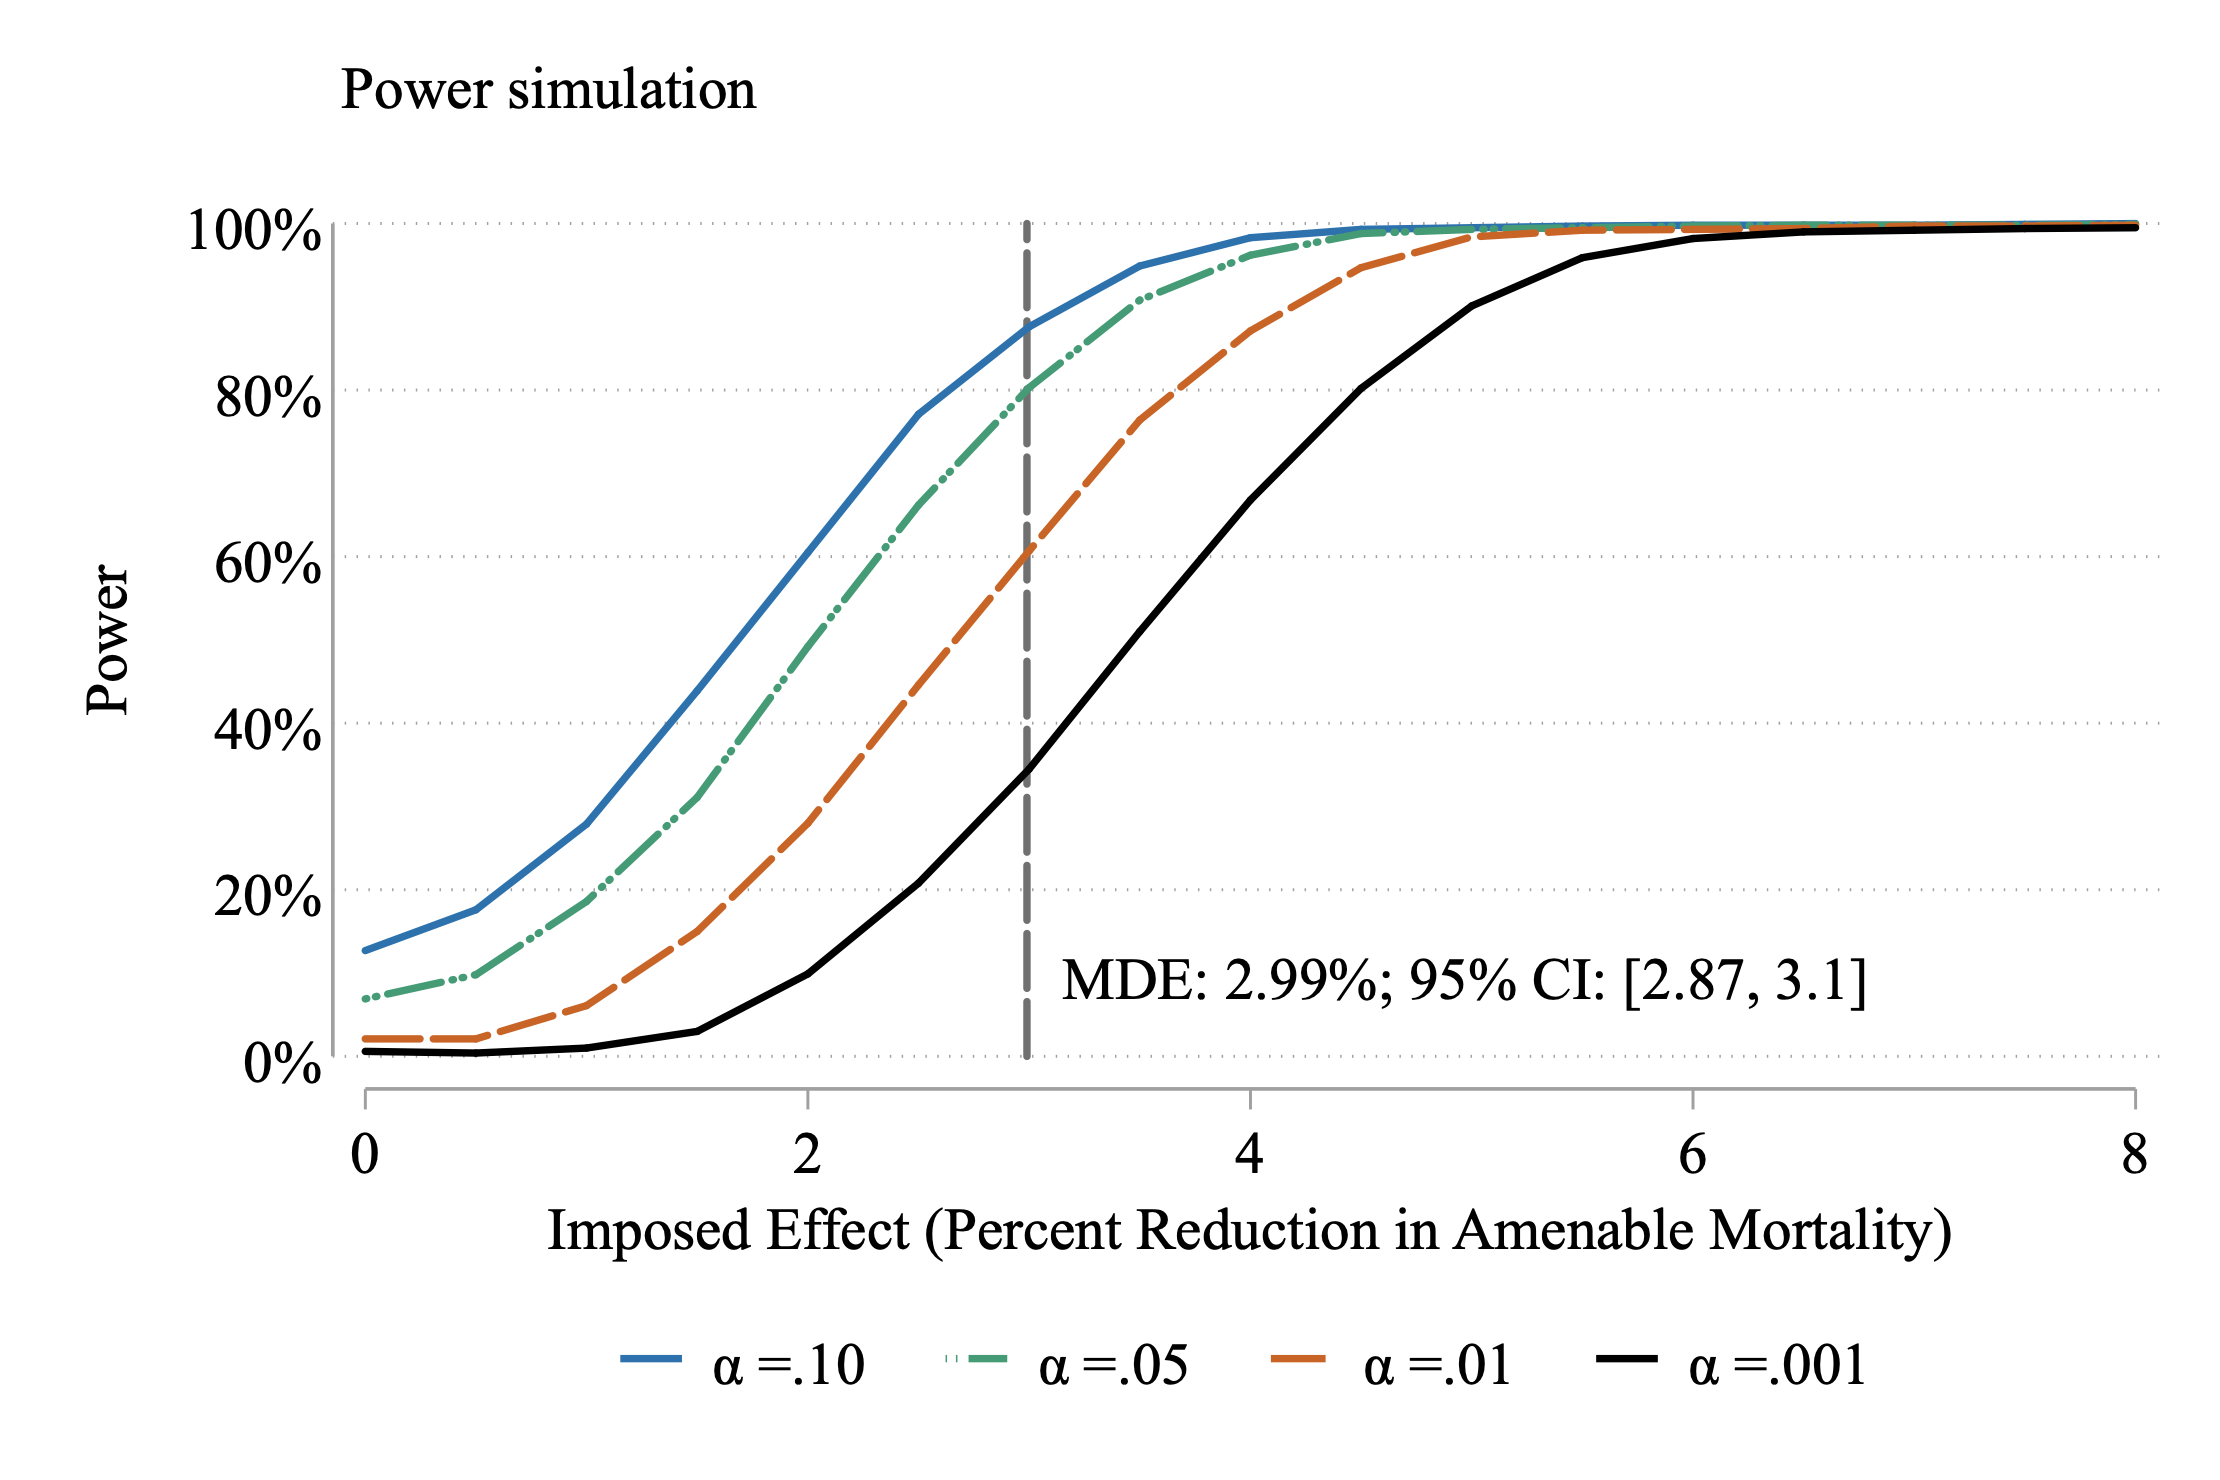 Power simulation
100%
80%
60%
40%
20%
0%
Power
MDE: 2.99%; 95% CI: [2.87, 3.1]
0 2 4 6 8
Imposed Effect (Percent Reduction in Amenable Mortality)
α =.10 α =.05 α =.01 α =.001